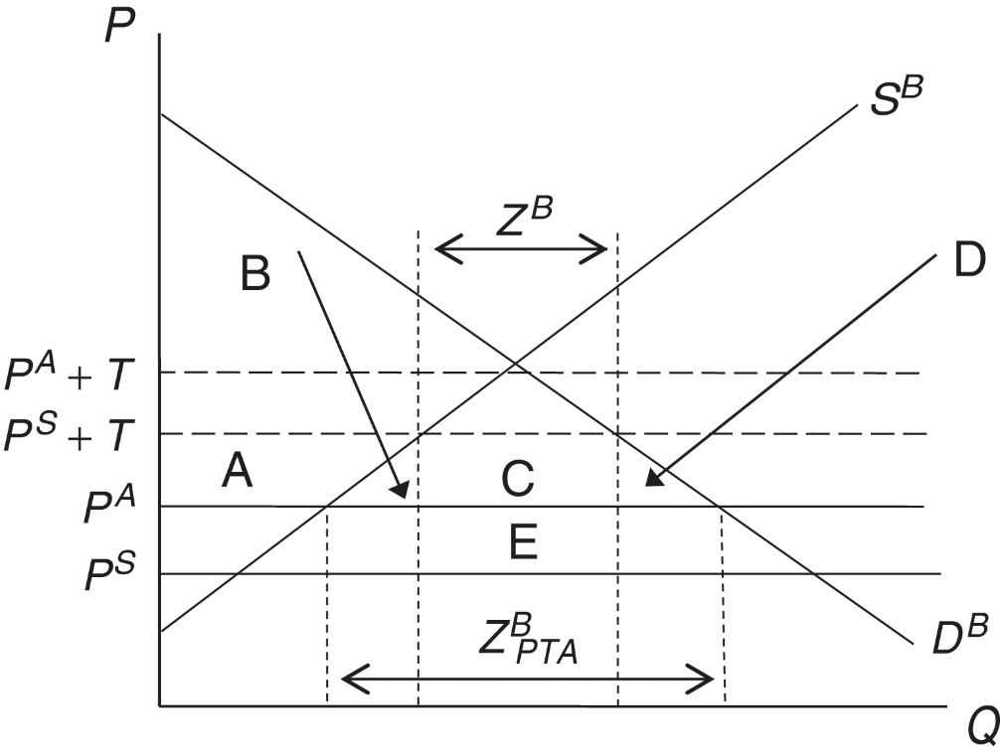 P
S^B
Z^B
B
D
P^A + T
P^S + T
A
C
P^A
E
P^S
Z^B_PTA
D^B
Q